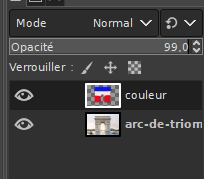 Mode Normal
Opacité 99,0
Verrouiller :
couleur
arc-de-triom